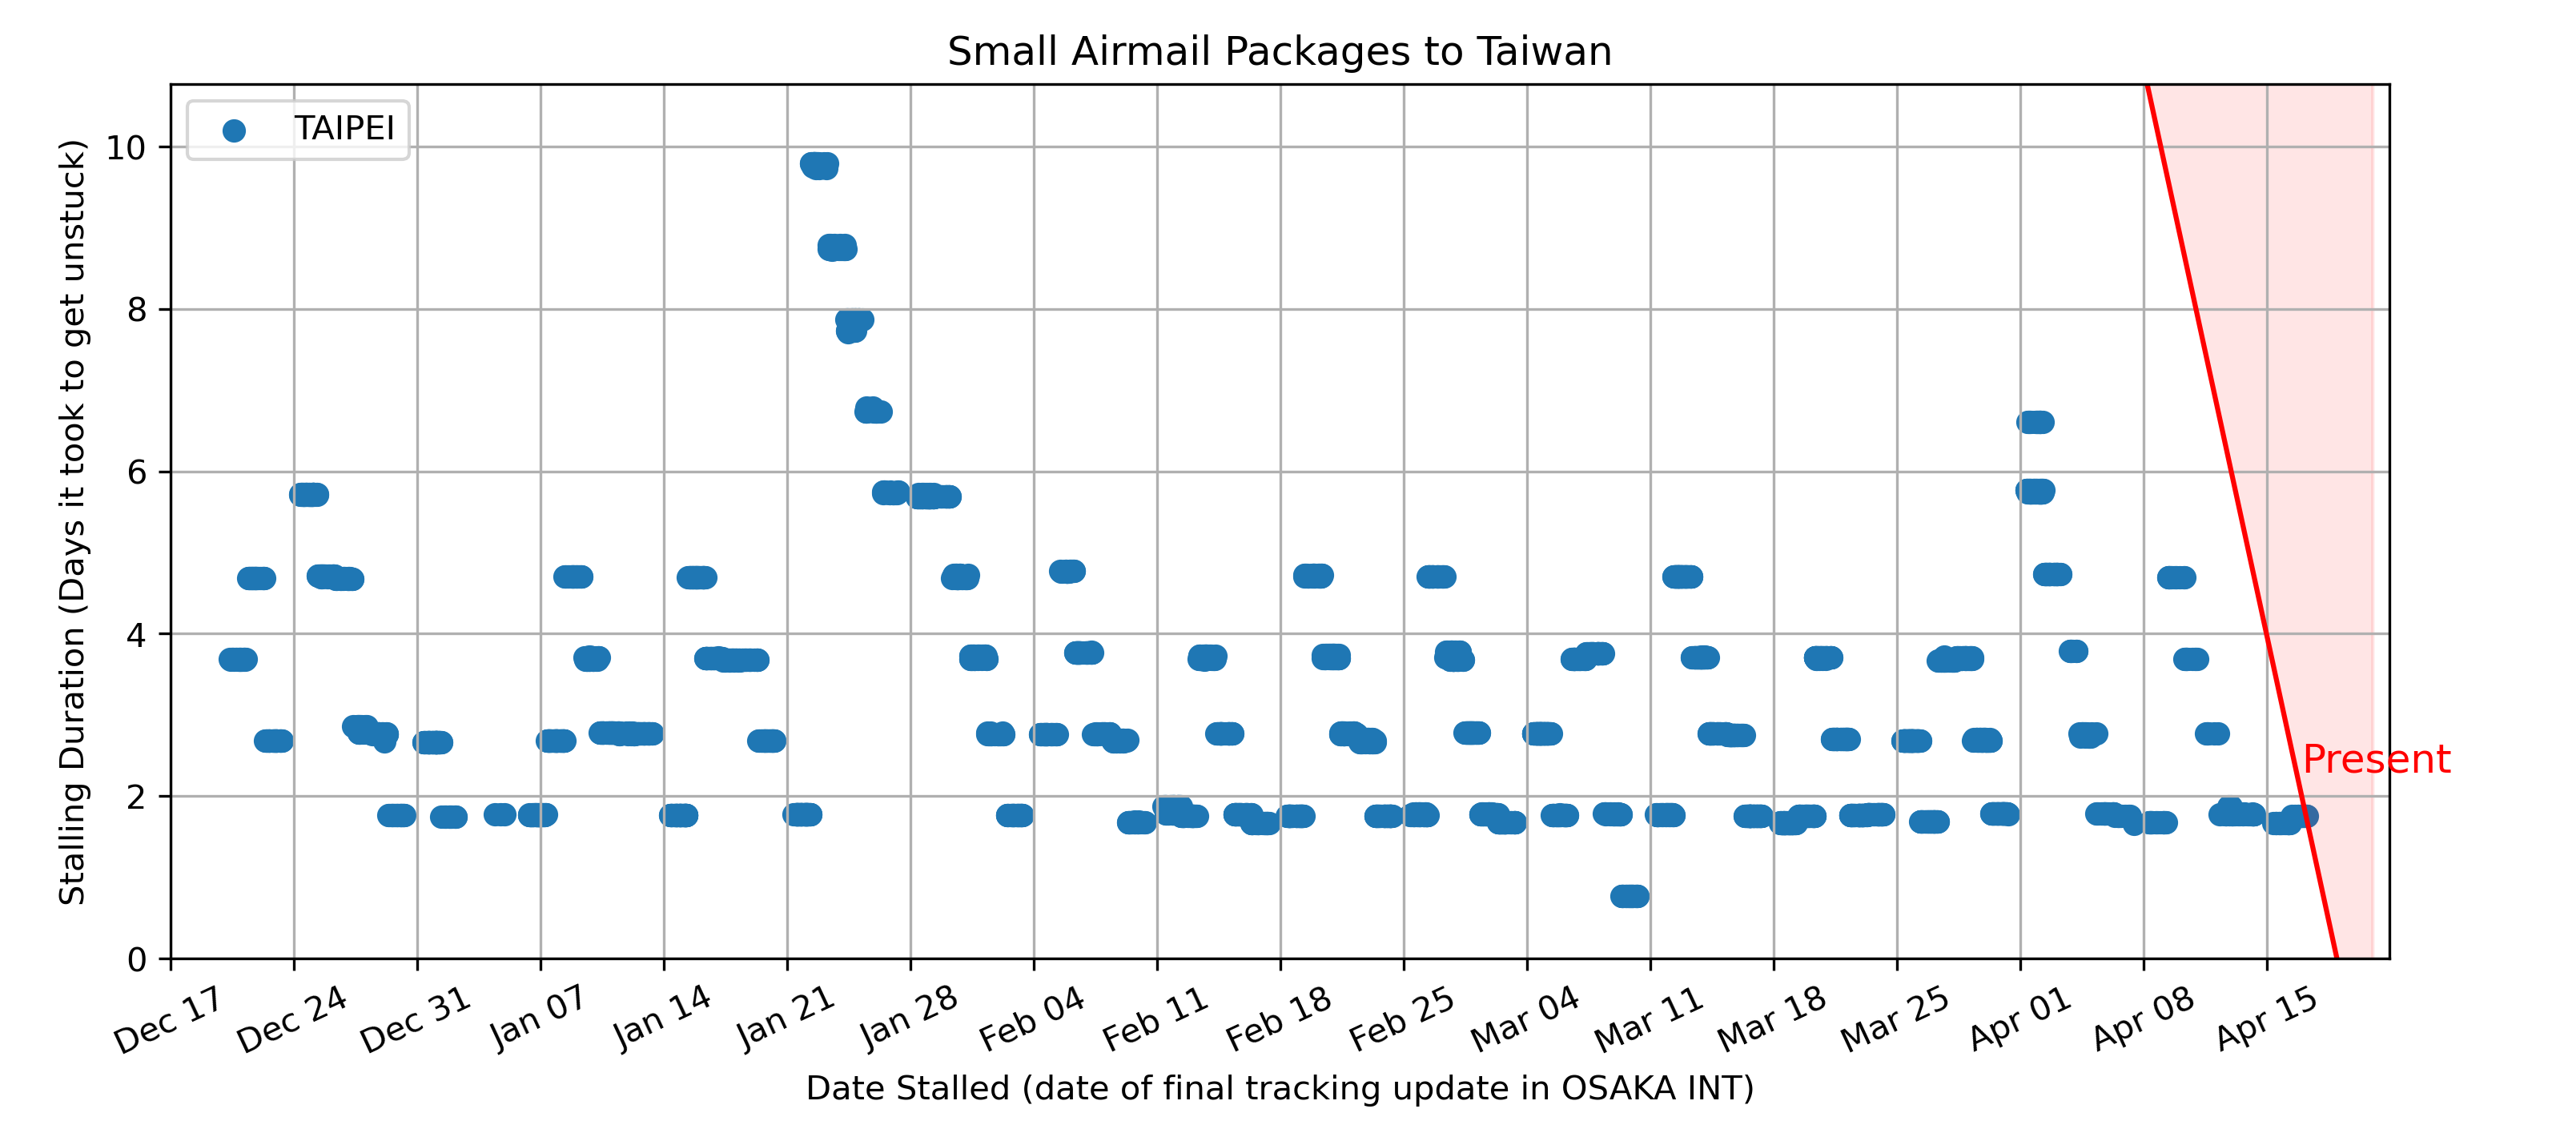 Small Airmail Packages to Taiwan
TAIPEI
Stalling Duration (Days it took to get unstuck)
10
8
6
4
2
0
Present
Dec 17
Dec 24
Dec 31
Jan 07
Jan 14
Jan 21
Jan 28
Feb 04
Feb 11
Feb 18
Feb 25
Mar 04
Mar 11
Mar 18
Mar 25
Apr 01
Apr 08
Apr 15
Date Stalled (date of final tracking update in OSAKA INT)